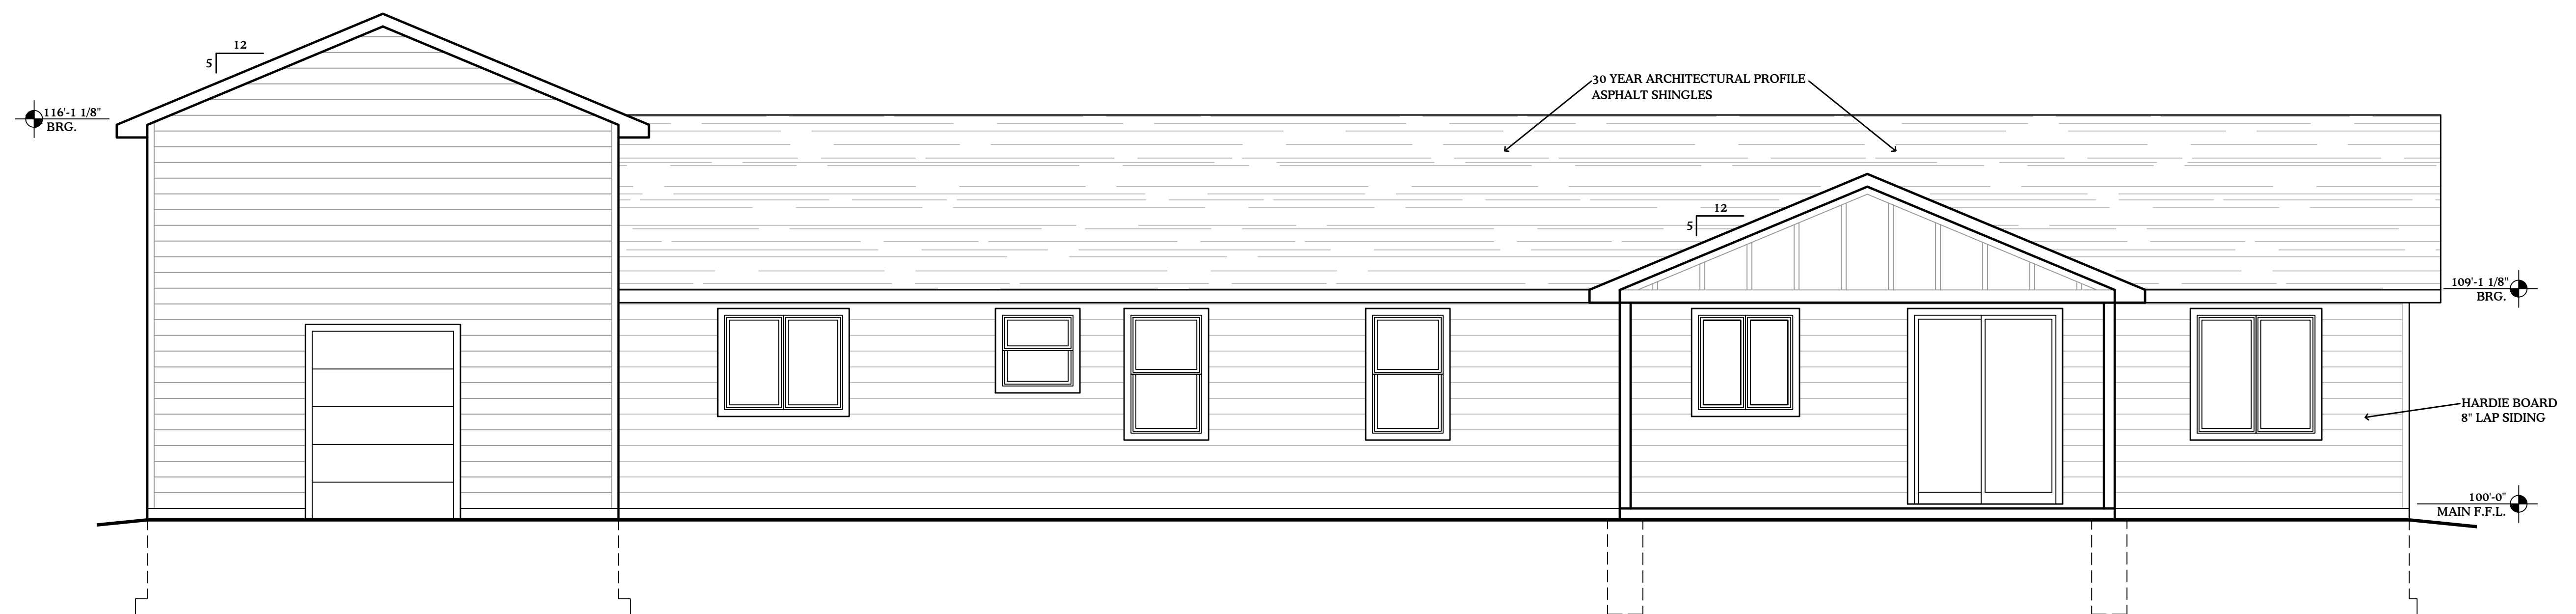 12
5
116'-1 1/8"
BRG.
30 YEAR ARCHITECTURAL PROFILE
ASPHALT SHINGLES
12
5
109'-1 1/8"
BRG.
HARDIE BOARD
8" LAP SIDING
100'-0"
MAIN F.F.L.